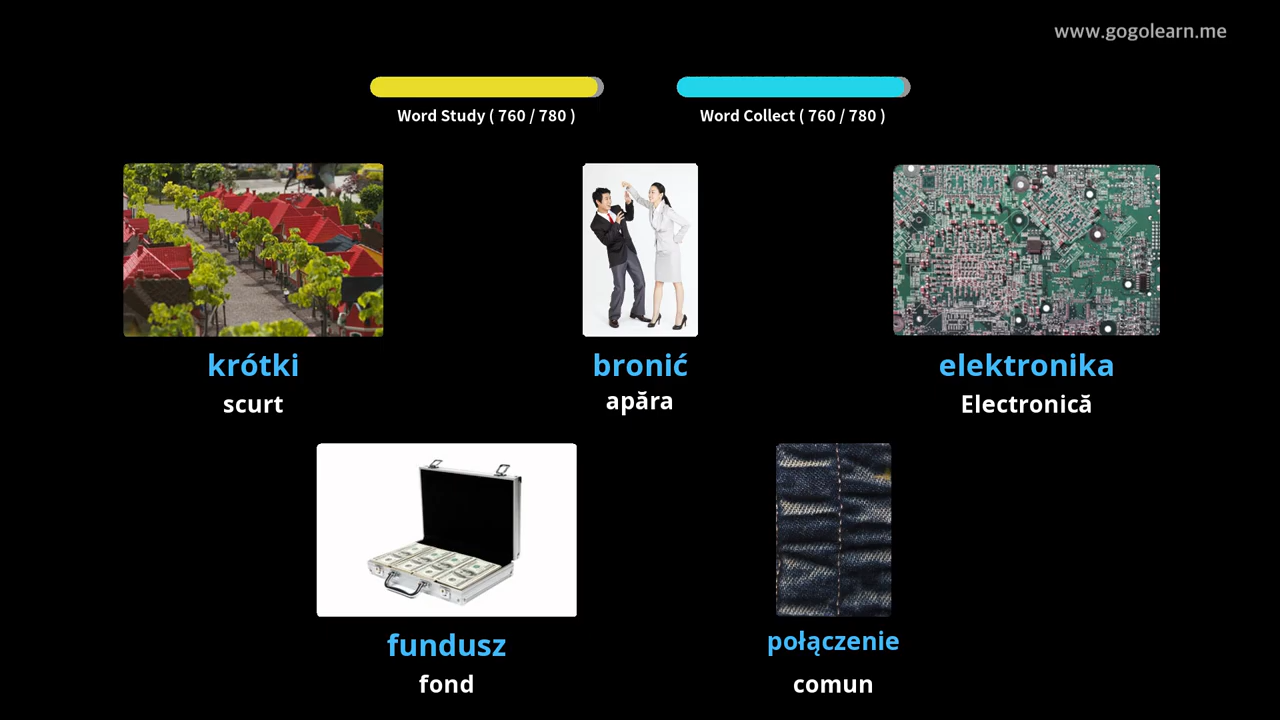 www.gogolearn.me
Word Study ( 760 / 780 )
Word Collect ( 760 / 780 )
krótki
scurt
bronić
apăra
elektronika
Electronică
fundusz
fond
połączenie
comun